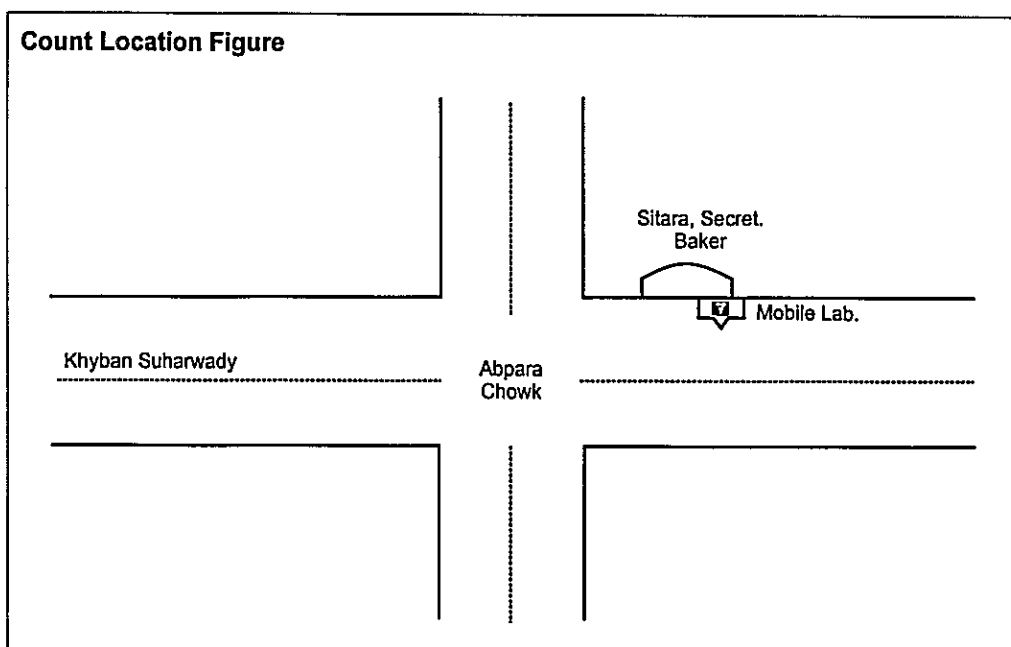 Count Location Figure
Sitara, Secret.
Baker
Mobile Lab.
Khyban Suharwady
Abpara
Chowk